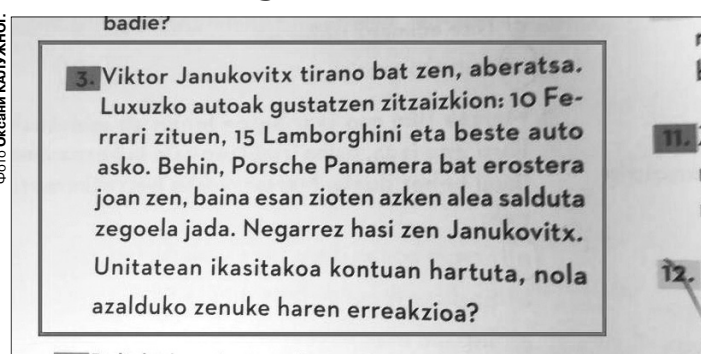 Фото Оксани КАЛУЖНОЇ.
badie?
3. Viktor Janukovitx tirano bat zen, aberatsa.
Luxuzko autoak gustatzen zitzaizkion: 10 Fe-
rrari zituen, 15 Lamborghini eta beste auto
asko. Behin, Porsche Panamera bat erostera
joan zen, baina esan zioten azken alea salduta
zegoela jada. Negarrez hasi zen Janukovitx.
Unitatean ikasitakoa kontuan hartuta, nola
azalduko zenuke haren erreakzioa?
11.
12.